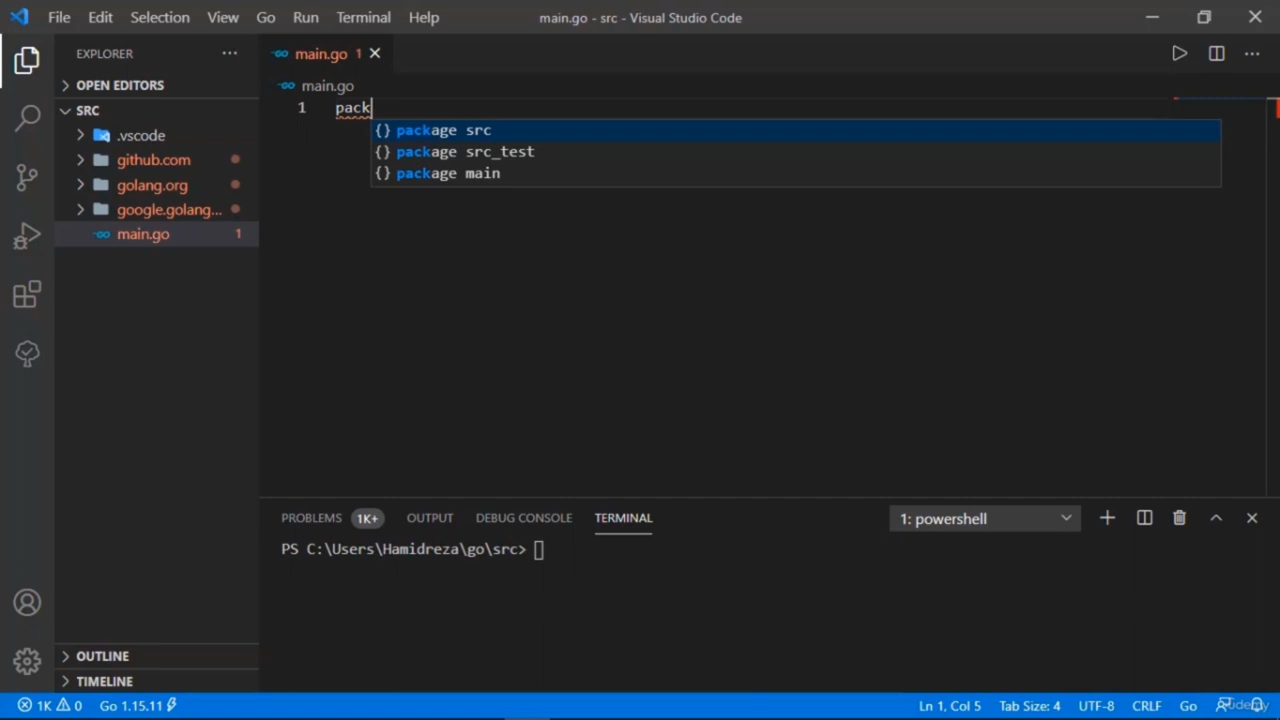 File Edit Selection View Go Run Terminal Help
main.go - src - Visual Studio Code
EXPLORER
OPEN EDITORS
SRC
.vscode
github.com
golang.org
google.golang...
main.go 1
OUTLINE
TIMELINE
main.go 1
main.go
1 pack
{} package src
{} package src_test
{} package main
PROBLEMS 1K+ OUTPUT DEBUG CONSOLE TERMINAL
1: powershell
PS C:\Users\Hamidreza\go\src>
1K 0 Go 1.15.11
Ln 1, Col 5 Tab Size: 4 UTF-8 CRLF Go
Udemy